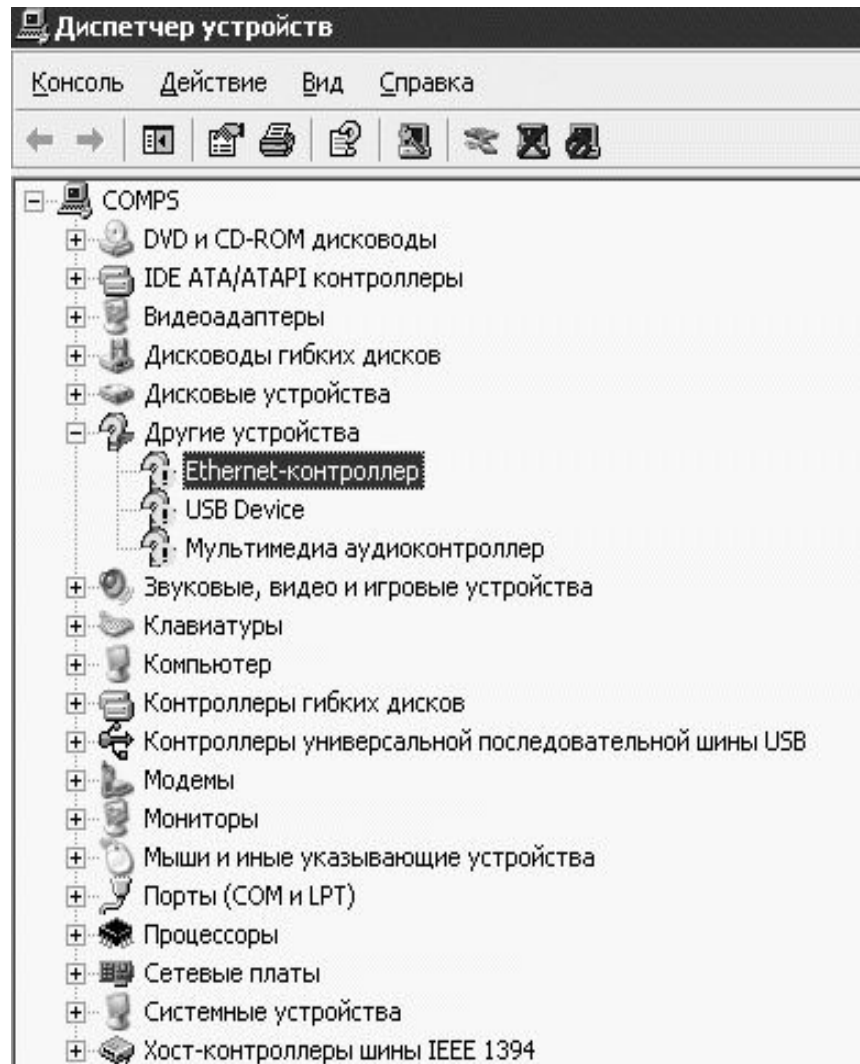 Диспетчер устройств
Консоль Действие Вид Справка
COMPS
DVD и CD-ROM дисководы
IDE ATA/ATAPI контроллеры
Видеоадаптеры
Дисководы гибких дисков
Дисковые устройства
Другие устройства
Ethernet-контроллер
USB Device
Мультимедиа аудиоконтроллер
Звуковые, видео и игровые устройства
Клавиатуры
Компьютер
Контроллеры гибких дисков
Контроллеры универсальной последовательной шины USB
Модемы
Мониторы
Мыши и иные указывающие устройства
Порты (COM и LPT)
Процессоры
Сетевые платы
Системные устройства
Хост-контроллеры шины IEEE 1394